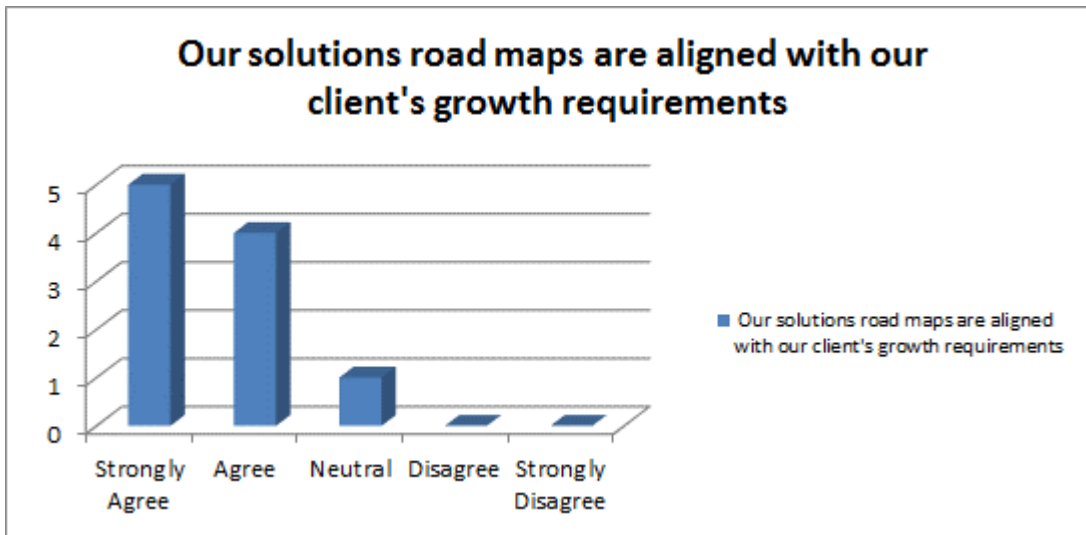 Our solutions road maps are aligned with our
client's growth requirements
5
4
3
2
1
0
Strongly Agree
Agree
Neutral
Disagree
Strongly Disagree
Our solutions road maps are aligned
with our client's growth requirements